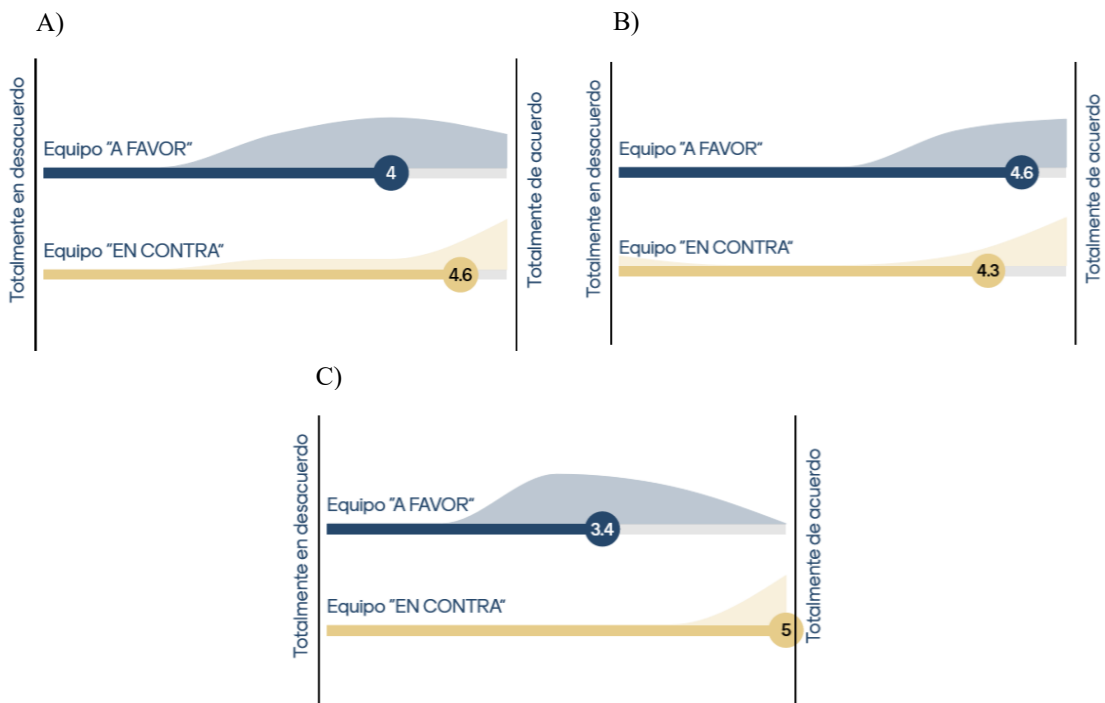 A)
Totalmente en desacuerdo
Equipo "A FAVOR"
4
Equipo "EN CONTRA"
4.6
Totalmente de acuerdo
B)
Totalmente en desacuerdo
Equipo "A FAVOR"
4.6
Equipo "EN CONTRA"
4.3
Totalmente de acuerdo
C)
Totalmente en desacuerdo
Equipo "A FAVOR"
3.4
Equipo "EN CONTRA"
5
Totalmente de acuerdo